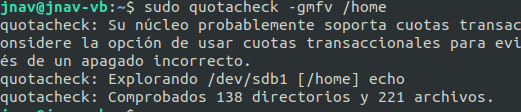 jnav@jnav-vb:~$ sudo quotacheck -gmfv /home
quotacheck: Su núcleo probablemente soporta cuotas transac
onsidere la opción de usar cuotas transaccionales para evi
és de un apagado incorrecto.
quotacheck: Explorando /dev/sdb1 [/home] echo
quotacheck: Comprobados 138 directorios y 221 archivos.